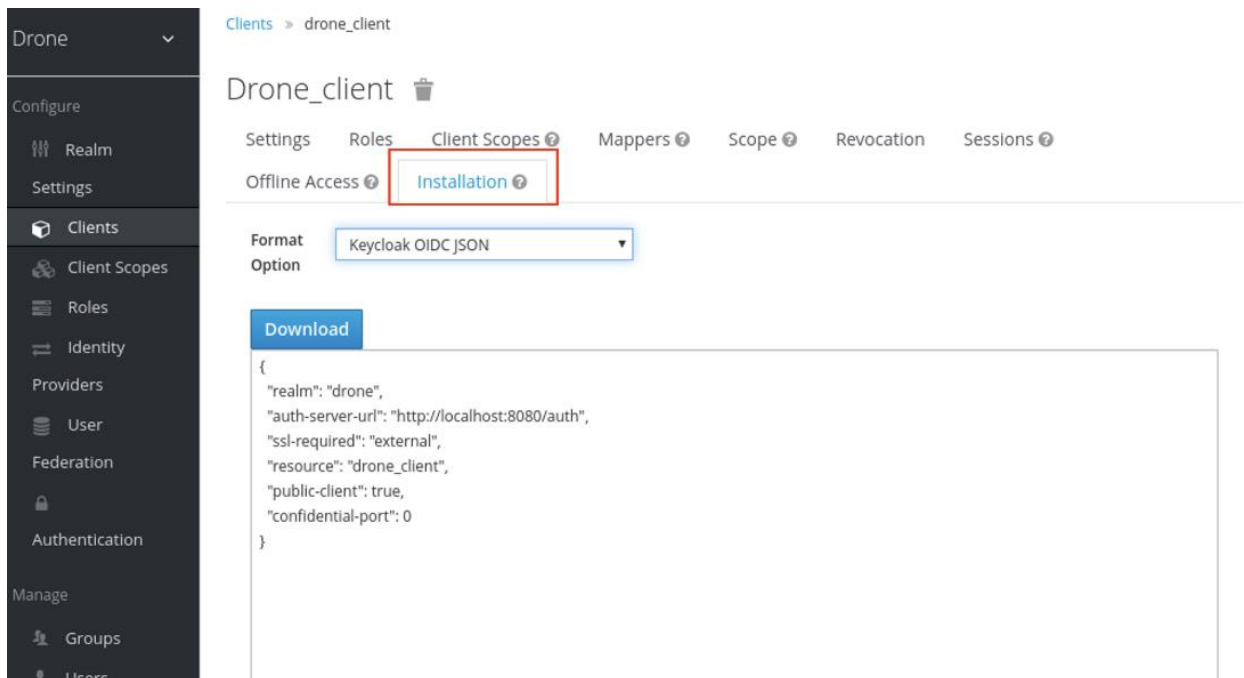 Drone
Configure
Realm
Settings
Clients
Client Scopes
Roles
Identity
Providers
User
Federation
Authentication
Manage
Groups
Users
Clients » drone_client
Drone_client
Settings Roles Client Scopes Mappers Scope Revocation Sessions
Offline Access Installation
Format
Option
Keycloak OIDC JSON
Download
{
"realm": "drone",
"auth-server-url": "http://localhost:8080/auth",
"ssl-required": "external",
"resource": "drone_client",
"public-client": true,
"confidential-port": 0
}